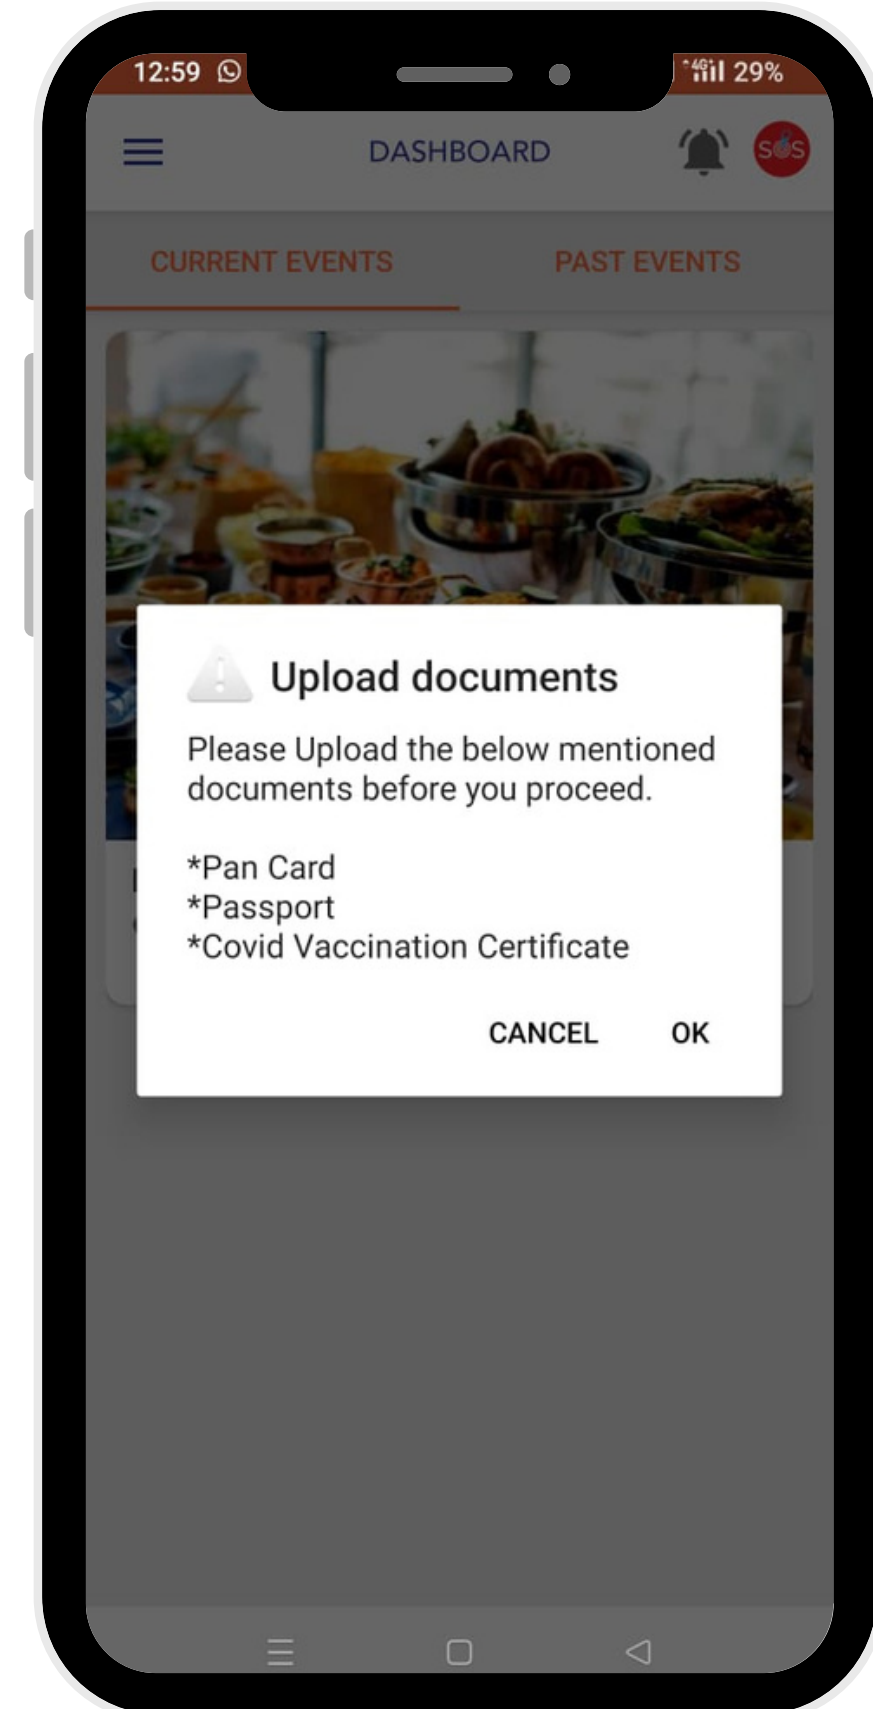 12:59 4G 29%
DASHBOARD SOS
CURRENT EVENTS PAST EVENTS
Upload documents
Please Upload the below mentioned
documents before you proceed.
*Pan Card
*Passport
*Covid Vaccination Certificate
CANCEL OK